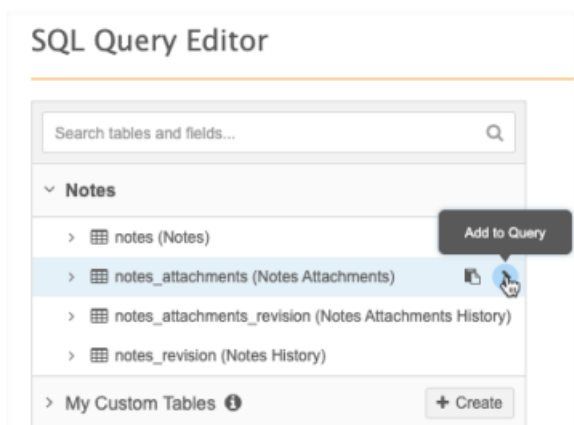 SQL Query Editor
Search tables and fields...
Notes
notes (Notes)
Add to Query
notes_attachments (Notes Attachments)
notes_attachments_revision (Notes Attachments History)
notes_revision (Notes History)
My Custom Tables
+ Create